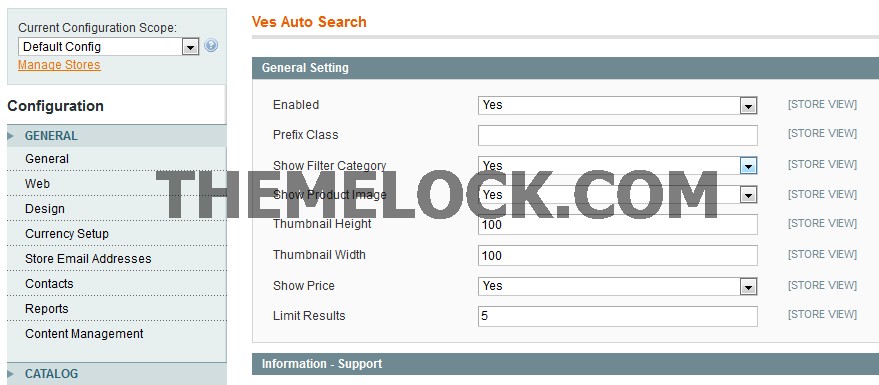 Current Configuration Scope:
Default Config
Manage Stores
Configuration
GENERAL
General
Web
Design
Currency Setup
Store Email Addresses
Contacts
Reports
Content Management
CATALOG
Ves Auto Search
General Setting
Enabled Yes [STORE VIEW]
Prefix Class [STORE VIEW]
Show Filter Category Yes [STORE VIEW]
Show Product Image Yes [STORE VIEW]
Thumbnail Height 100 [STORE VIEW]
Thumbnail Width 100 [STORE VIEW]
Show Price Yes [STORE VIEW]
Limit Results 5 [STORE VIEW]
Information - Support
THEMELOCK.COM